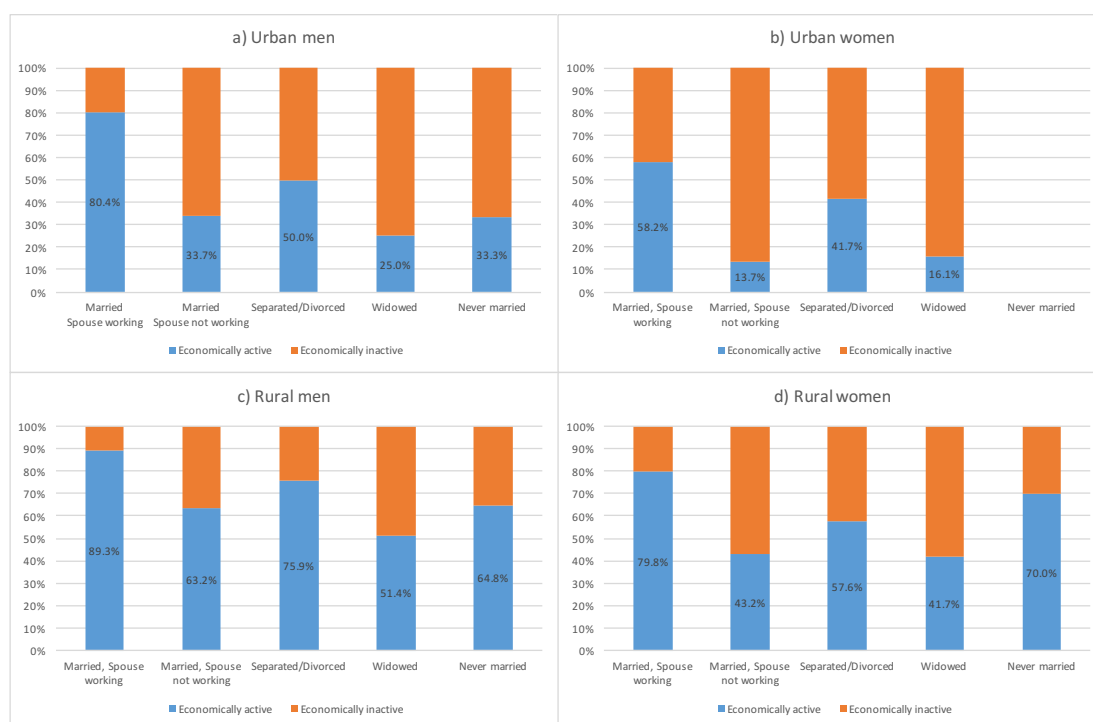 a) Urban men
100%
90%
80%
70%
60%
50%
40%
30%
20%
10%
0%
80.4%
33.7%
50.0%
25.0%
33.3%
Married
Spouse working
Married
Spouse not working
Separated/Divorced
Widowed
Never married
Economically active
Economically inactive
b) Urban women
100%
90%
80%
70%
60%
50%
40%
30%
20%
10%
0%
58.2%
13.7%
41.7%
16.1%
Married, Spouse
working
Married, Spouse
not working
Separated/Divorced
Widowed
Never married
Economically active
Economically inactive
c) Rural men
100%
90%
80%
70%
60%
50%
40%
30%
20%
10%
0%
89.3%
63.2%
75.9%
51.4%
64.8%
Married, Spouse
working
Married, Spouse
not working
Separated/Divorced
Widowed
Never married
Economically active
Economically inactive
d) Rural women
100%
90%
80%
70%
60%
50%
40%
30%
20%
10%
0%
79.8%
43.2%
57.6%
41.7%
70.0%
Married, Spouse
working
Married, Spouse
not working
Separated/Divorced
Widowed
Never married
Economically active
Economically inactive